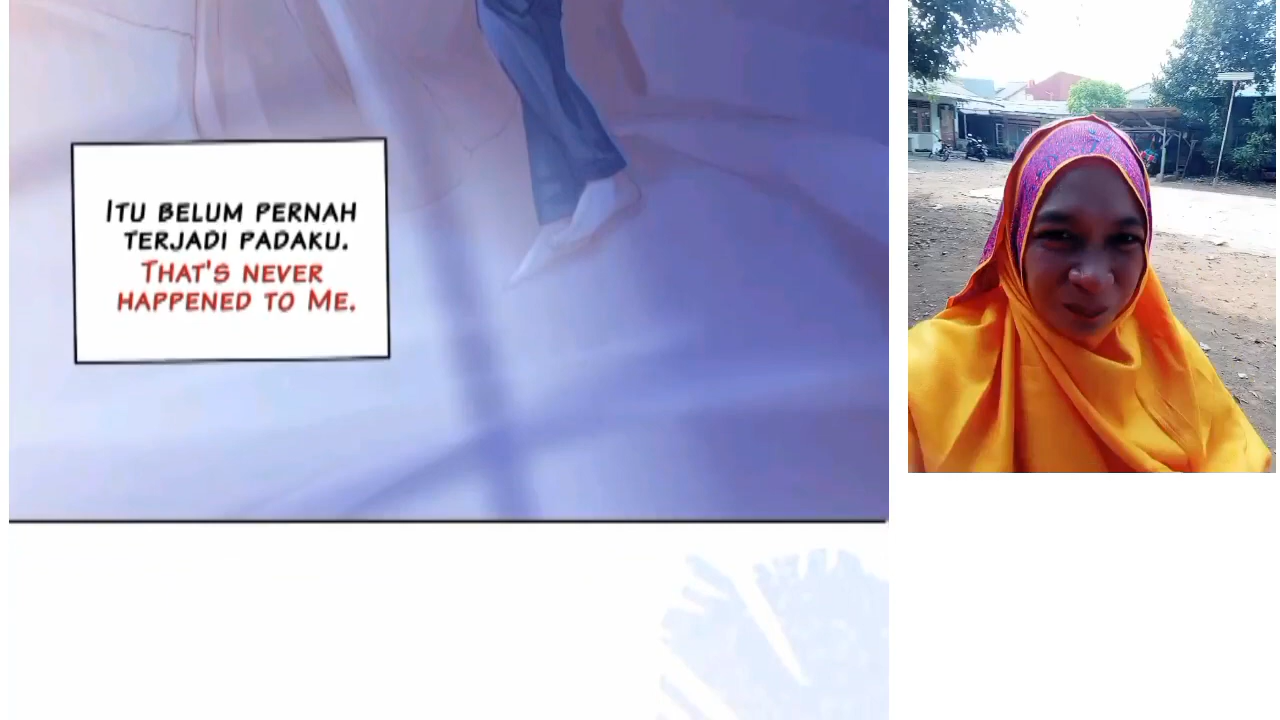 ITU BELUM PERNAH
TERJADI PADAKU.
THAT'S NEVER
HAPPENED TO ME.